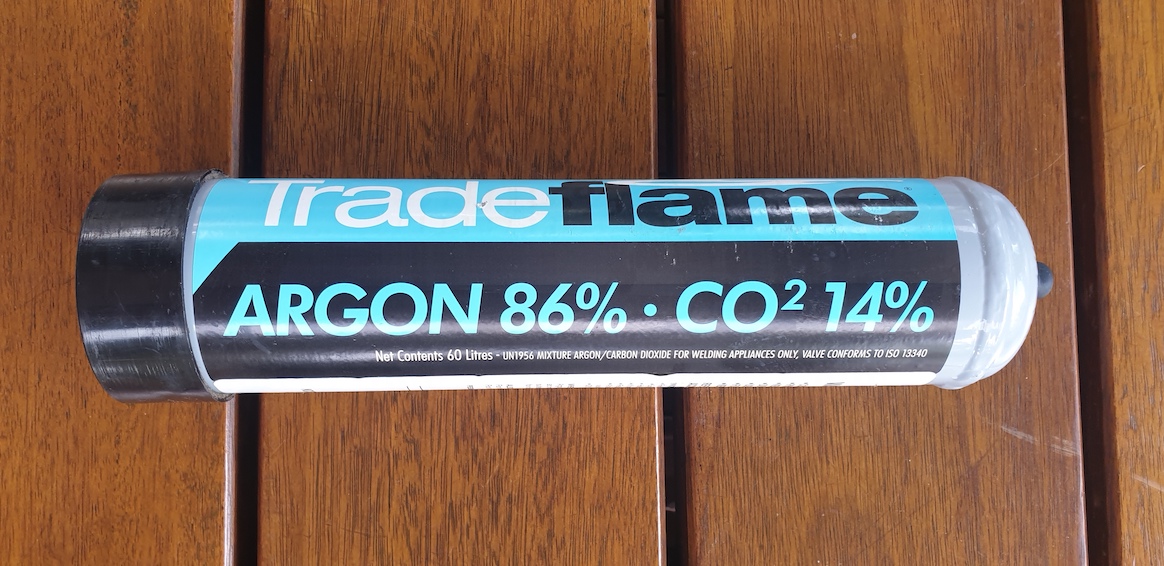 Tradeflame®
ARGON 86% · CO² 14%
Net Contents 60 Litres - UN1956 MIXTURE ARGON/CARBON DIOXIDE FOR WELDING APPLIANCES ONLY, VALVE CONFORMS TO ISO 13340